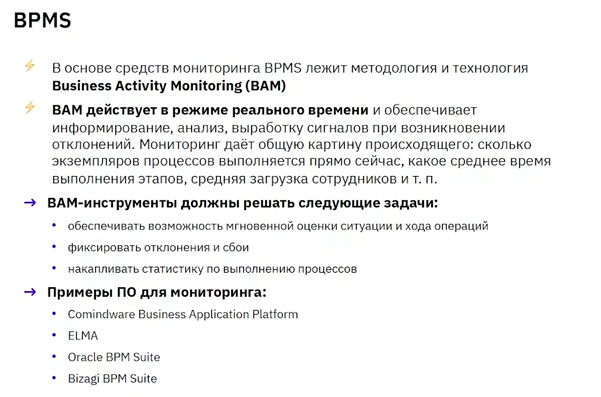 BPMS
В основе средств мониторинга BPMS лежит методология и технология
Business Activity Monitoring (BAM)
BAM действует в режиме реального времени и обеспечивает
информирование, анализ, выработку сигналов при возникновении
отклонений. Мониторинг даёт общую картину происходящего: сколько
экземпляров процессов выполняется прямо сейчас, какое среднее время
выполнения этапов, средняя загрузка сотрудников и т. п.
→ BAM-инструменты должны решать следующие задачи:
• обеспечивать возможность мгновенной оценки ситуации и хода операций
• фиксировать отклонения и сбои
• накапливать статистику по выполнению процессов
→ Примеры ПО для мониторинга:
• Comindware Business Application Platform
• ELMA
• Oracle BPM Suite
• Bizagi BPM Suite